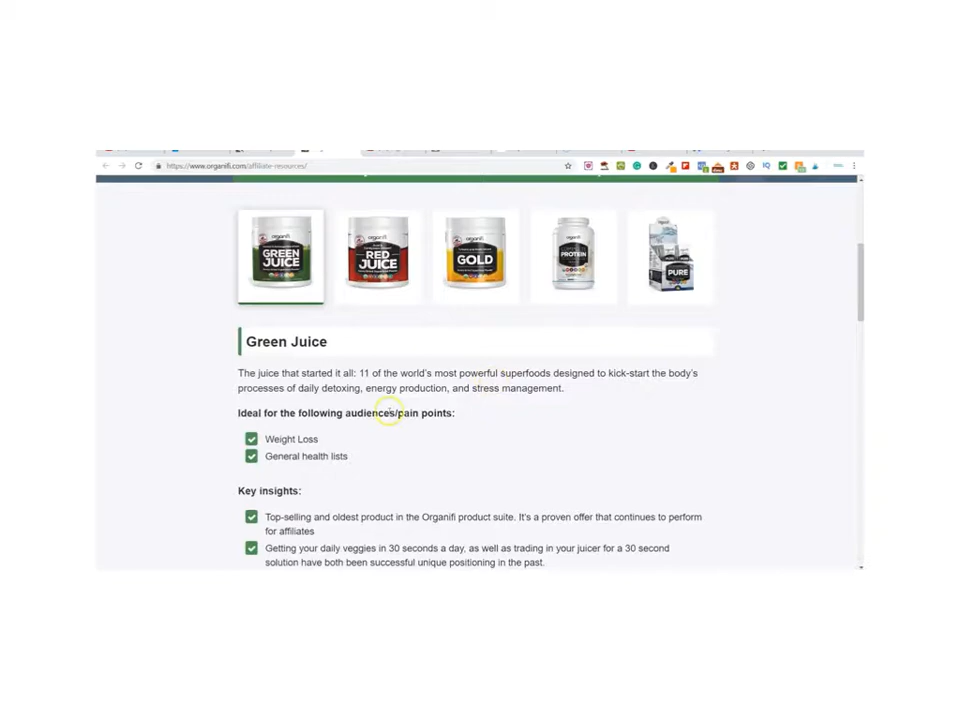 https://www.organifi.com/affiliate-resources/
organifi
GREEN
JUICE
organifi
RED
JUICE
organifi
GOLD
organifi
PROTEIN
PURE
Green Juice
The juice that started it all: 11 of the world's most powerful superfoods designed to kick-start the body's
processes of daily detoxing, energy production, and stress management.
Ideal for the following audiences/pain points:
Weight Loss
General health lists
Key insights:
Top-selling and oldest product in the Organifi product suite. It's a proven offer that continues to perform
for affiliates
Getting your daily veggies in 30 seconds a day, as well as trading in your juicer for a 30 second
solution have both been successful unique positioning in the past.